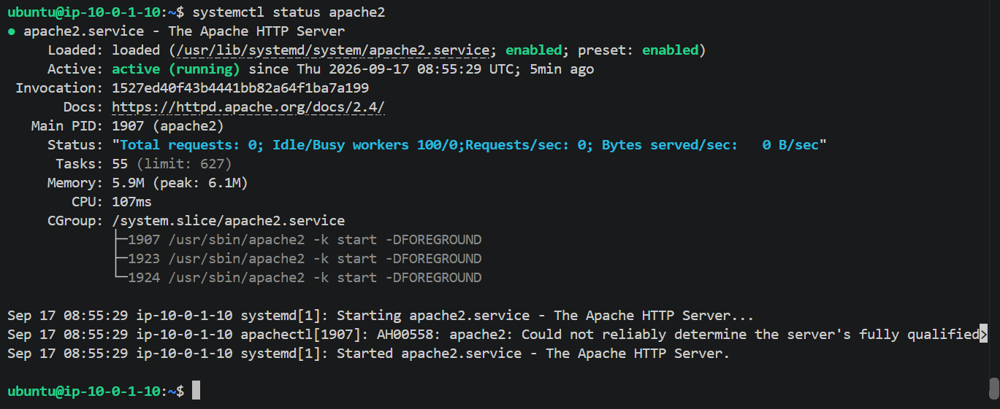 ubuntu@ip-10-0-1-10:~$ systemctl status apache2
● apache2.service - The Apache HTTP Server
     Loaded: loaded (/usr/lib/systemd/system/apache2.service; enabled; preset: enabled)
     Active: active (running) since Thu 2026-09-17 08:55:29 UTC; 5min ago
 Invocation: 1527ed40f43b4441bb82a64f1ba7a199
       Docs: https://httpd.apache.org/docs/2.4/
   Main PID: 1907 (apache2)
     Status: "Total requests: 0; Idle/Busy workers 100/0;Requests/sec: 0; Bytes served/sec:   0 B/sec"
      Tasks: 55 (limit: 627)
     Memory: 5.9M (peak: 6.1M)
        CPU: 107ms
     CGroup: /system.slice/apache2.service
             ├─1907 /usr/sbin/apache2 -k start -DFOREGROUND
             ├─1923 /usr/sbin/apache2 -k start -DFOREGROUND
             └─1924 /usr/sbin/apache2 -k start -DFOREGROUND

Sep 17 08:55:29 ip-10-0-1-10 systemd[1]: Starting apache2.service - The Apache HTTP Server...
Sep 17 08:55:29 ip-10-0-1-10 apachectl[1907]: AH00558: apache2: Could not reliably determine the server's fully qualified>
Sep 17 08:55:29 ip-10-0-1-10 systemd[1]: Started apache2.service - The Apache HTTP Server.

ubuntu@ip-10-0-1-10:~$